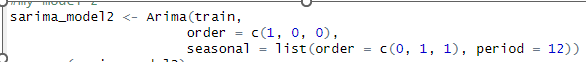 sarima_model2 <- Arima(train,
order = c(1, 0, 0),
seasonal = list(order = c(0, 1, 1), period = 12))